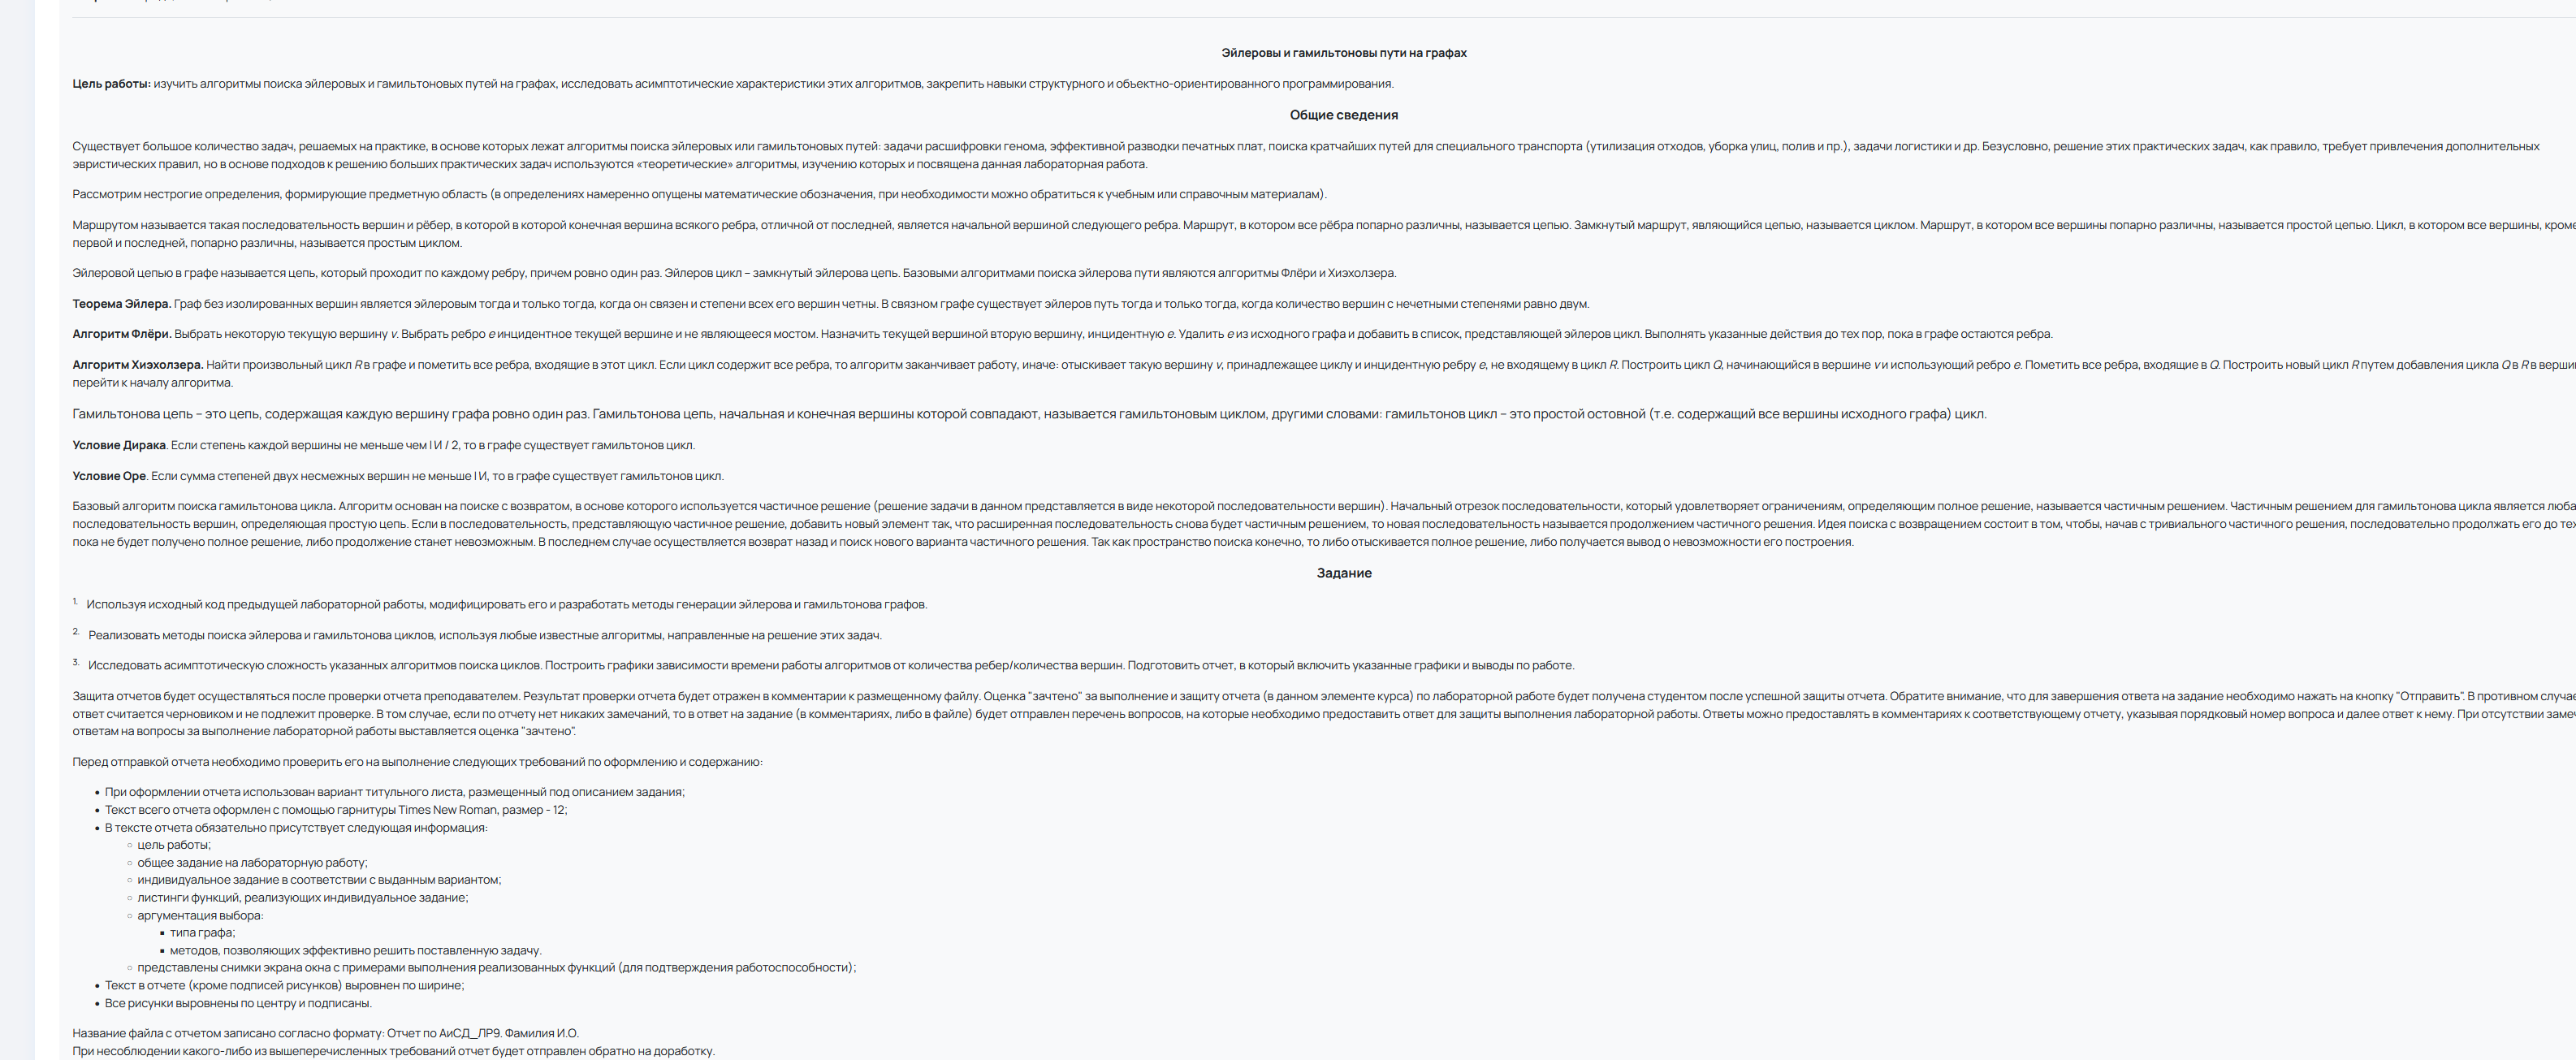 Эйлеровы и гамильтоновы пути на графах
Цель работы: изучить алгоритмы поиска эйлеровых и гамильтоновых путей на графах, исследовать асимптотические характеристики этих алгоритмов, закрепить навыки структурного и объектно-ориентированного программирования.
Общие сведения
Существует большое количество задач, решаемых на практике, в основе которых лежат алгоритмы поиска эйлеровых или гамильтоновых путей: задачи расшифровки генома, эффективной разводки печатных плат, поиска кратчайших путей для специального транспорта (утилизация отходов, уборка улиц, полив и пр.), задачи логистики и др. Безусловно, решение этих практических задач, как правило, требует привлечения дополнительных
эвристических правил, но в основе подходов к решению больших практических задач используются «теоретические» алгоритмы, изучению которых и посвящена данная лабораторная работа.
Рассмотрим нестрогие определения, формирующие предметную область (в определениях намеренно опущены математические обозначения, при необходимости можно обратиться к учебным или справочным материалам).
Маршрутом называется такая последовательность вершин и рёбер, в которой в которой конечная вершина всякого ребра, отличной от последней, является начальной вершиной следующего ребра. Маршрут, в котором все рёбра попарно различны, называется цепью. Замкнутый маршрут, являющийся цепью, называется циклом. Маршрут, в котором все вершины попарно различны, называется простой цепью. Цикл, в котором все вершины, кроме
первой и последней, попарно различны, называется простым циклом.
Эйлеровой цепью в графе называется цепь, который проходит по каждому ребру, причем ровно один раз. Эйлеров цикл – замкнутый эйлерова цепь. Базовыми алгоритмами поиска эйлерова пути являются алгоритмы Флёри и Хиэхолзера.
Теорема Эйлера. Граф без изолированных вершин является эйлеровым тогда и только тогда, когда он связен и степени всех его вершин четны. В связном графе существует эйлеров путь тогда и только тогда, когда количество вершин с нечетными степенями равно двум.
Алгоритм Флёри. Выбрать некоторую текущую вершину v. Выбрать ребро e инцидентное текущей вершине и не являющееся мостом. Назначить текущей вершиной вторую вершину, инцидентную e. Удалить e из исходного графа и добавить в список, представляющей эйлеров цикл. Выполнять указанные действия до тех пор, пока в графе остаются ребра.
Алгоритм Хиэхолзера. Найти произвольный цикл R в графе и пометить все ребра, входящие в этот цикл. Если цикл содержит все ребра, то алгоритм заканчивает работу, иначе: отыскивает такую вершину v, принадлежащее циклу и инцидентную ребру e, не входящему в цикл R. Построить цикл Q, начинающийся в вершине v и использующий ребро e. Пометить все ребра, входящие в Q. Построить новый цикл R путем добавления цикла Q в R в
перейти к началу алгоритма.
Гамильтонова цепь – это цепь, содержащая каждую вершину графа ровно один раз. Гамильтонова цепь, начальная и конечная вершины которой совпадают, называется гамильтоновым циклом, другими словами: гамильтонов цикл – это простой остовной (т.е. содержащий все вершины исходного графа) цикл.
Условие Дирака. Если степень каждой вершины не меньше чем |V| / 2, то в графе существует гамильтонов цикл.
Условие Оре. Если сумма степеней двух несмежных вершин не меньше |V|, то в графе существует гамильтонов цикл.
Базовый алгоритм поиска гамильтонова цикла. Алгоритм основан на поиске с возвратом, в основе которого используется частичное решение (решение задачи в данном представляется в виде некоторой последовательности вершин). Начальный отрезок последовательности, который удовлетворяет ограничениям, определяющим полное решение, называется частичным решением. Частичным решением для гамильтонова цикла является
последовательность вершин, определяющая простую цепь. Если в последовательность, представляющую частичное решение, добавить новый элемент так, что расширенная последовательность снова будет частичным решением, то новая последовательность называется продолжением частичного решения. Идея поиска с возвращением состоит в том, чтобы, начав с тривиального частичного решения, последовательно продолжать его до
пока не будет получено полное решение, либо продолжение станет невозможным. В последнем случае осуществляется возврат назад и поиск нового варианта частичного решения. Так как пространство поиска конечно, то либо отыскивается полное решение, либо получается вывод о невозможности его построения.
Задание
1. Используя исходный код предыдущей лабораторной работы, модифицировать его и разработать методы генерации эйлерова и гамильтонова графов.
2. Реализовать методы поиска эйлерова и гамильтонова циклов, используя любые известные алгоритмы, направленные на решение этих задач.
3. Исследовать асимптотическую сложность указанных алгоритмов поиска циклов. Построить графики зависимости времени работы алгоритмов от количества ребер/количества вершин. Подготовить отчет, в который включить указанные графики и выводы по работе.
Защита отчетов будет осуществляться после проверки отчета преподавателем. Результат проверки отчета будет отражен в комментарии к размещенному файлу. Оценка "зачтено" за выполнение и защиту отчета (в данном элементе курса) по лабораторной работе будет получена студентом после успешной защиты отчета. Обратите внимание, что для завершения ответа на задание необходимо нажать на кнопку "Отправить". В противном случае
ответ считается черновиком и не подлежит проверке. В том случае, если по отчету нет никаких замечаний, то в ответ на задание (в комментариях, либо в файле) будет отправлен перечень вопросов, на которые необходимо предоставить ответ для защиты выполнения лабораторной работы. Ответы можно предоставлять в комментариях к соответствующему отчету, указывая порядковый номер вопроса и далее ответ к нему. При отсутствии
ответам на вопросы за выполнение лабораторной работы выставляется оценка "зачтено".
Перед отправкой отчета необходимо проверить его на выполнение следующих требований по оформлению и содержанию:
• При оформлении отчета использован вариант титульного листа, размещенный под описанием задания;
• Текст всего отчета оформлен с помощью гарнитуры Times New Roman, размер - 12;
• В тексте отчета обязательно присутствует следующая информация:
◦ цель работы;
◦ общее задание на лабораторную работу;
◦ индивидуальное задание в соответствии с выданным вариантом;
◦ листинги функций, реализующих индивидуальное задание;
◦ аргументация выбора:
▪ типа графа;
▪ методов, позволяющих эффективно решить поставленную задачу.
◦ представлены снимки экрана окна с примерами выполнения реализованных функций (для подтверждения работоспособности);
• Текст в отчете (кроме подписей рисунков) выровнен по ширине;
• Все рисунки выровнены по центру и подписаны.
Название файла с отчетом записано согласно формату: Отчет по АиСД_ЛР9. Фамилия И.О.
При несоблюдении какого-либо из вышеперечисленных требований отчет будет отправлен обратно на доработку.